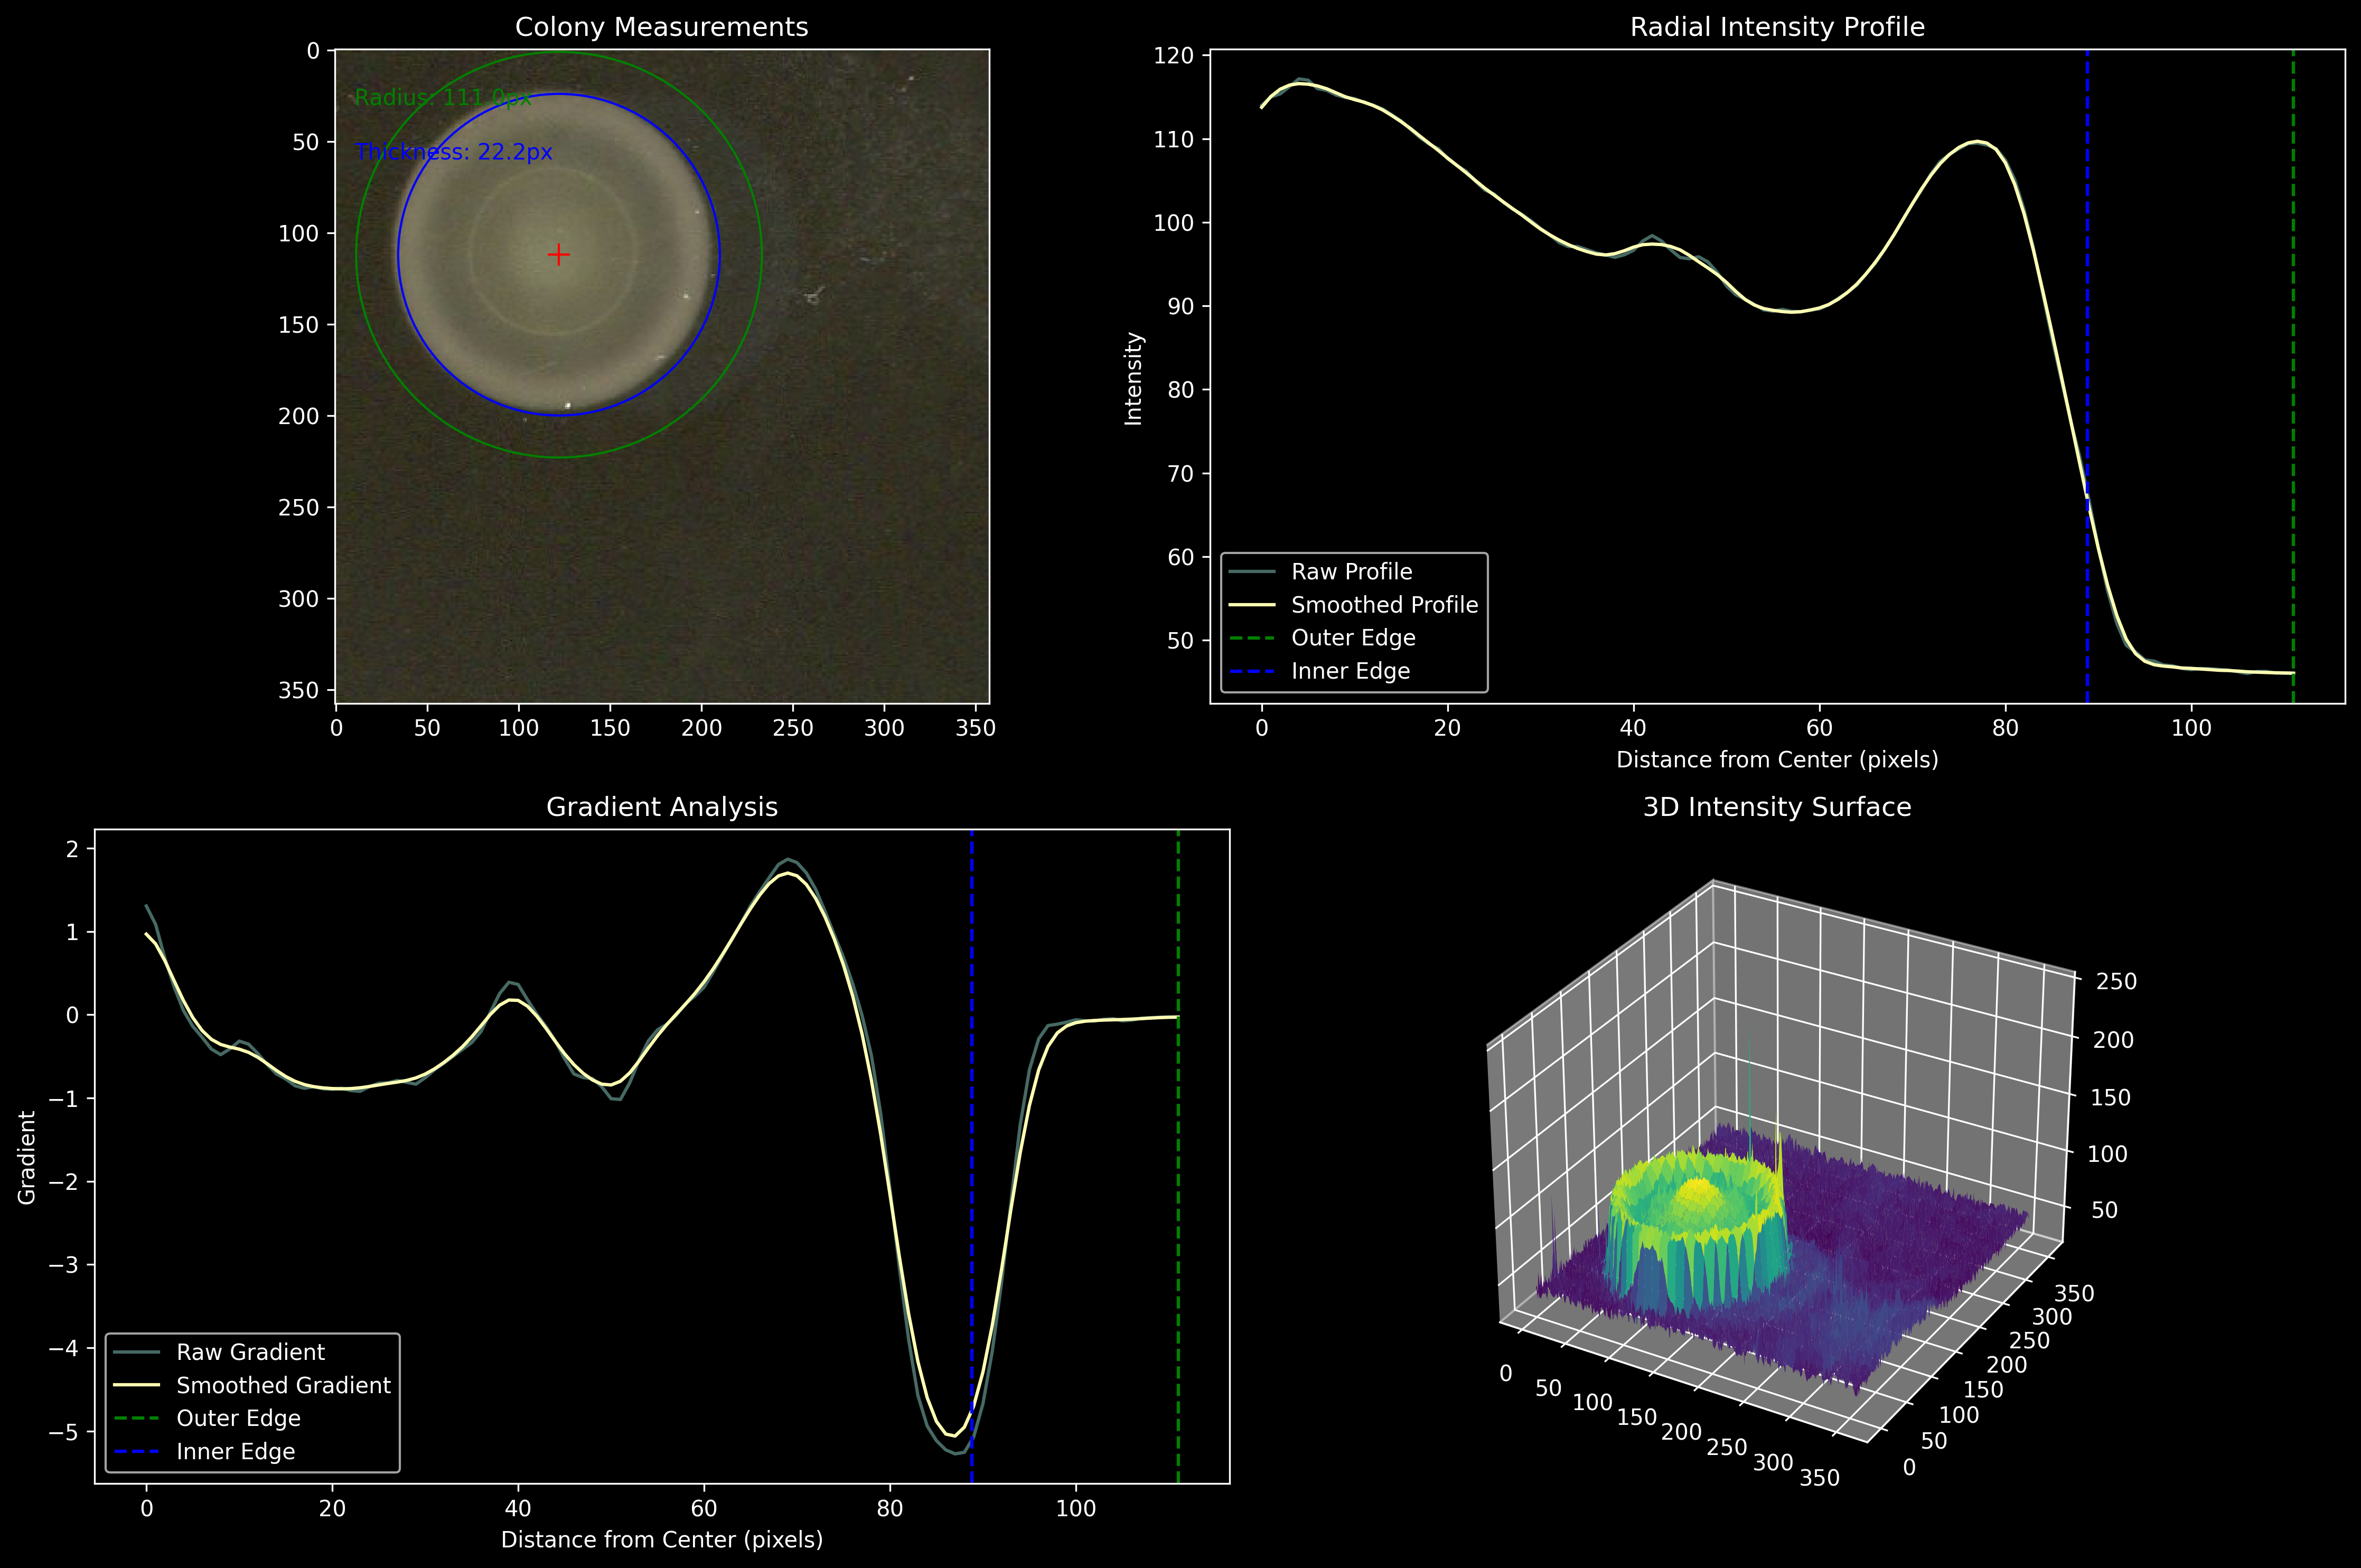 Colony Measurements
0
50
100
150
200
250
300
350
0 50 100 150 200 250 300 350
Radius: 111.0px
Thickness: 22.2px
Radial Intensity Profile
120
110
100
90
80
70
60
50
Intensity
Raw Profile
Smoothed Profile
Outer Edge
Inner Edge
0 20 40 60 80 100
Distance from Center (pixels)
Gradient Analysis
2
1
0
−1
−2
−3
−4
−5
Gradient
Raw Gradient
Smoothed Gradient
Outer Edge
Inner Edge
0 20 40 60 80 100
Distance from Center (pixels)
3D Intensity Surface
250
200
150
100
50
0 50 100 150 200 250 300 350
0 50 100 150 200 250 300 350